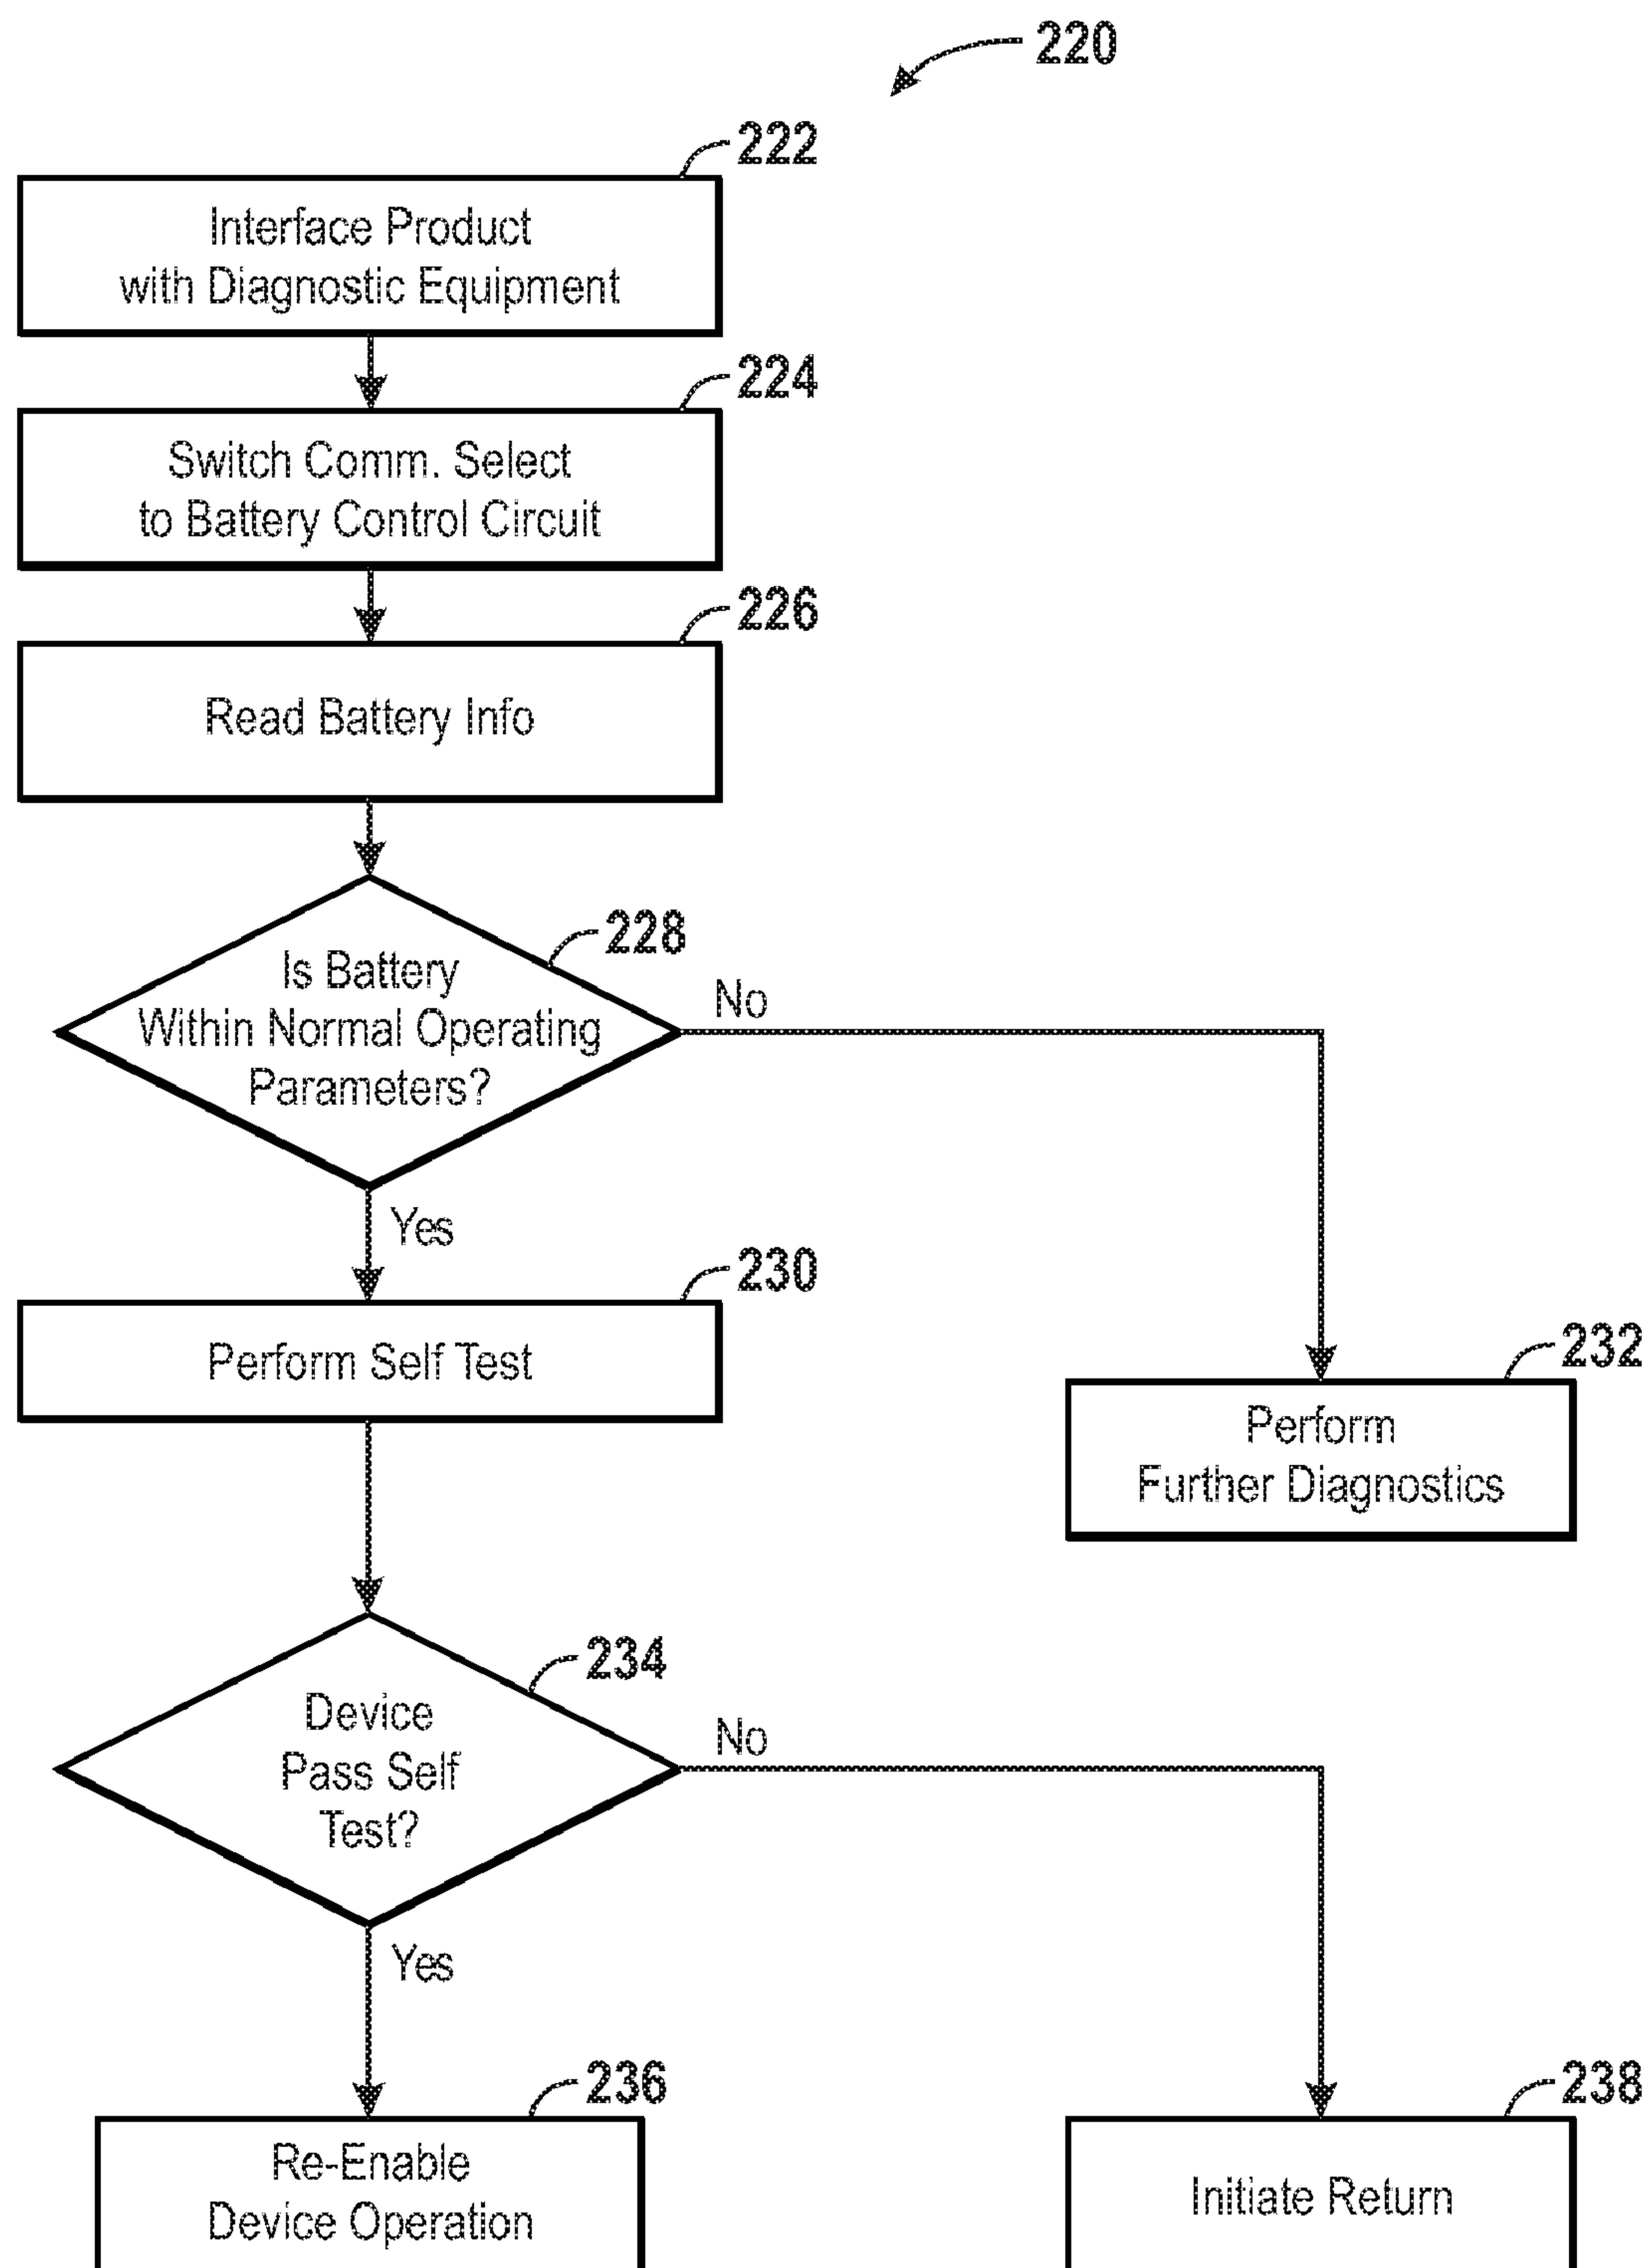 220
222
Interface Product
with Diagnostic Equipment
224
Switch Comm. Select
to Battery Control Circuit
226
Read Battery Info
228
Is Battery
Within Normal Operating
Parameters?
No
Yes
230
Perform Self Test
232
Perform
Further Diagnostics
234
Device
Pass Self
Test?
No
Yes
236
Re-Enable
Device Operation
238
Initiate Return